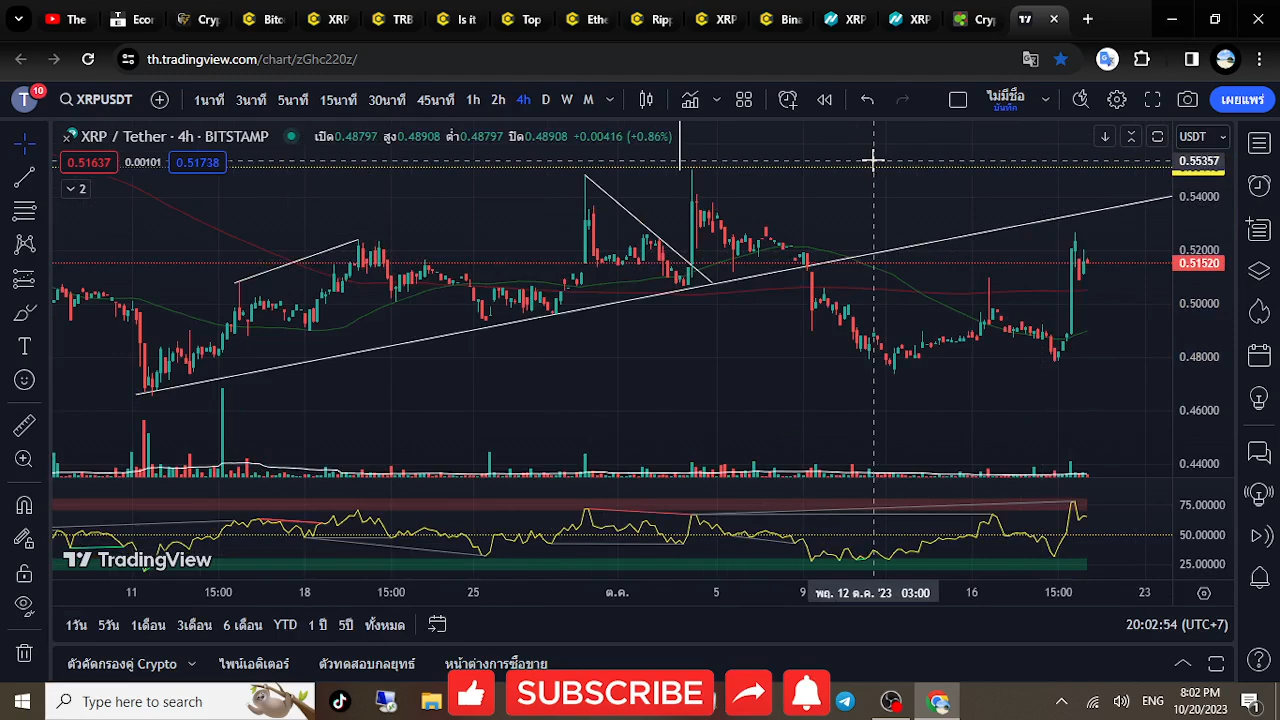 The
Econ
Cryp
Bito
XRP
TRB
Is it
Top
Ethe
Ripp
XRP
Bina
XRP
XRP
Cryp
th.tradingview.com/chart/zGhc220z/
T 10 XRPUSDT 1นาที 3นาที 5นาที 15นาที 30นาที 45นาที 1h 2h 4h D W M ไม่มีชื่อ เผยแพร่
บันทึก
XRP / Tether · 4h · BITSTAMP เปิด0.48797 สูง0.48908 ต่ำ0.48797 ปิด0.48908 +0.00416 (+0.86%) USDT
0.51637 0.00101 0.51738
2
0.55357
0.54000
0.52000
0.51520
0.50000
0.48000
0.46000
0.44000
75.00000
50.00000
25.00000
TradingView
11 15:00 18 15:00 25 ต.ค. 5 9 พฤ. 12 ต.ค. '23 03:00 16 15:00 23
1วัน 5วัน 1เดือน 3เดือน 6 เดือน YTD 1 ปี 5ปี ทั้งหมด 20:02:54 (UTC+7)
ตัวคัดกรองคู่ Crypto ไพน์เอดิเตอร์ ตัวทดสอบกลยุทธ์ หน้าต่างการซื้อขาย
SUBSCRIBE
Type here to search
ENG
8:02 PM
10/20/2023
1